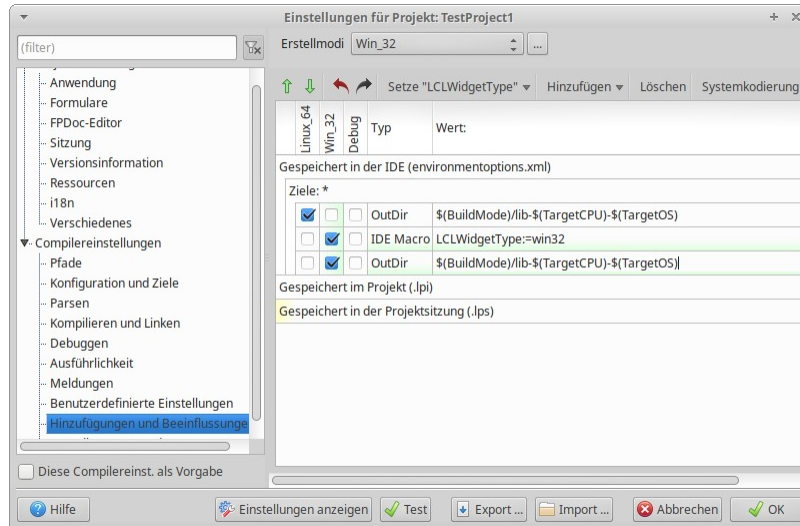 Einstellungen für Projekt: TestProject1
(filter)
Erstellmodi Win_32 ...
Anwendung
Formulare
FPDoc-Editor
Sitzung
Versionsinformation
Ressourcen
i18n
Verschiedenes
Compilereinstellungen
Pfade
Konfiguration und Ziele
Parsen
Kompilieren und Linken
Debuggen
Ausführlichkeit
Meldungen
Benutzerdefinierte Einstellungen
Hinzufügungen und Beeinflussunge
Diese Compilereinst. als Vorgabe
Setze "LCLWidgetType" Hinzufügen Löschen Systemkodierung
Linux_64 Win_32 Debug Typ Wert:
Gespeichert in der IDE (environmentoptions.xml)
Ziele: *
OutDir $(BuildMode)/lib-$(TargetCPU)-$(TargetOS)
IDE Macro LCLWidgetType:=win32
OutDir $(BuildMode)/lib-$(TargetCPU)-$(TargetOS)
Gespeichert im Projekt (.lpi)
Gespeichert in der Projektsitzung (.lps)
Hilfe Einstellungen anzeigen Test Export ... Import ... Abbrechen OK